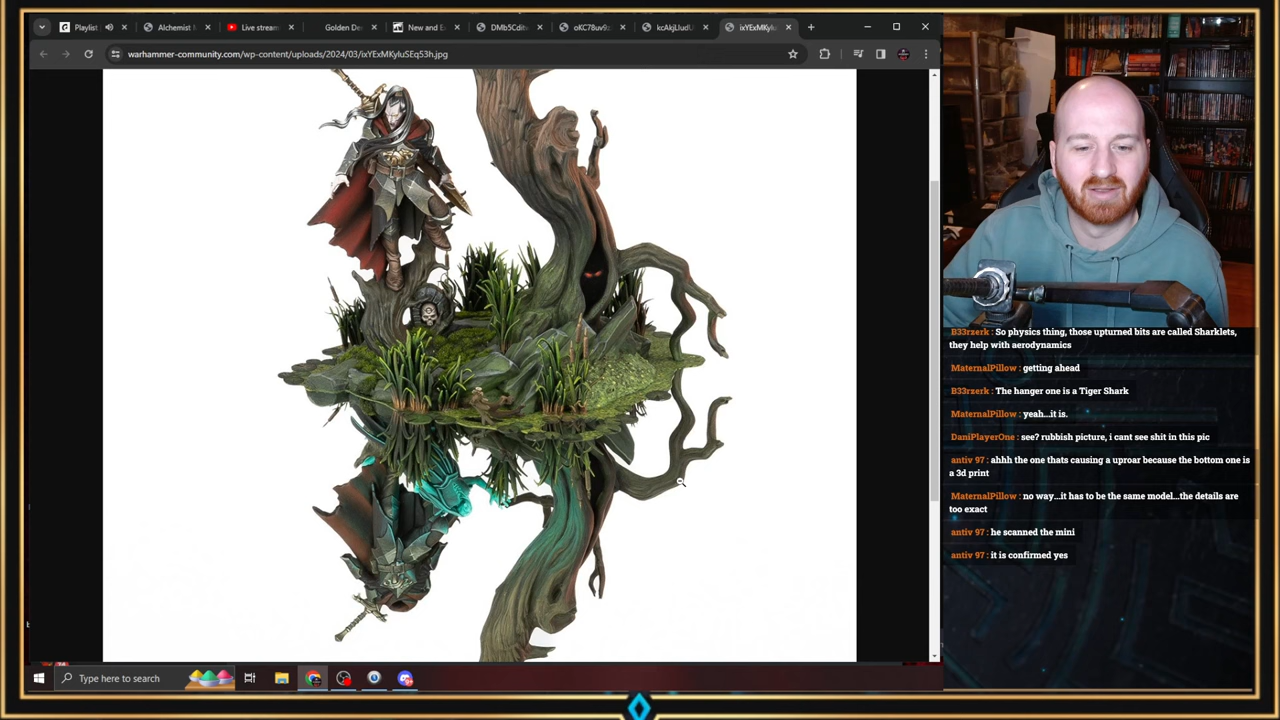 Playlist
Alchemist M
Live stream
Golden De
New and E
DMb5Cdit
oKC78uv9
kcAkjLludU
ixYExMKylu
warhammer-community.com/wp-content/uploads/2024/03/ixYExMKyluSEq53h.jpg
B33rzerk : So physics thing, those upturned bits are called Sharklets,
they help with aerodynamics
MaternalPillow : getting ahead
B33rzerk : The hanger one is a Tiger Shark
MaternalPillow : yeah...it is.
DaniPlayerOne : see? rubbish picture, i cant see shit in this pic
antiv 97 : ahhh the one thats causing a uproar because the bottom one is
a 3d print
MaternalPillow : no way...it has to be the same model...the details are
too exact
antiv 97 : he scanned the mini
antiv 97 : it is confirmed yes
Type here to search